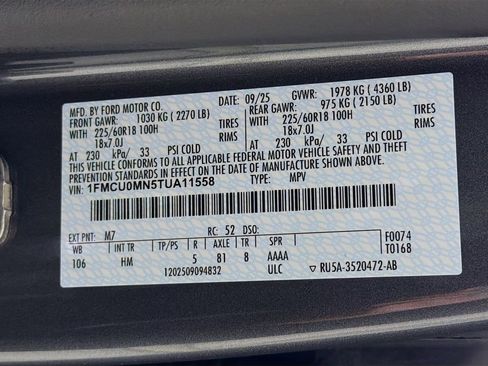 MFD. BY FORD MOTOR CO. 09/25 GVWR: 1978 KG ( 4360 LB)
FRONT GAWR: 1030 KG ( 2270 LB) REAR GAWR: 975 KG ( 2150 LB)
WITH 225/60R18 100H TIRES WITH 225/60R18 100H TIRES
18x7.0J RIMS 18x7.0J RIMS
AT 230 kPa/ 33 PSI COLD AT 230 kPa/ 33 PSI COLD
THIS VEHICLE CONFORMS TO ALL APPLICABLE FEDERAL MOTOR VEHICLE SAFETY AND THEFT
PREVENTION STANDARDS IN EFFECT ON THE DATE OF MANUFACTURE SHOWN ABOVE.
VIN: 1FMCU0MN5TUA11558 TYPE: MPV
EXT PNT: M7 RC: 52 DSO: F0074
WB INT TR TP/PS R AXLE TR SPR T0168
106 HM 5 81 8 AAAA
1202509094832 ULC RU5A-3520472-AB